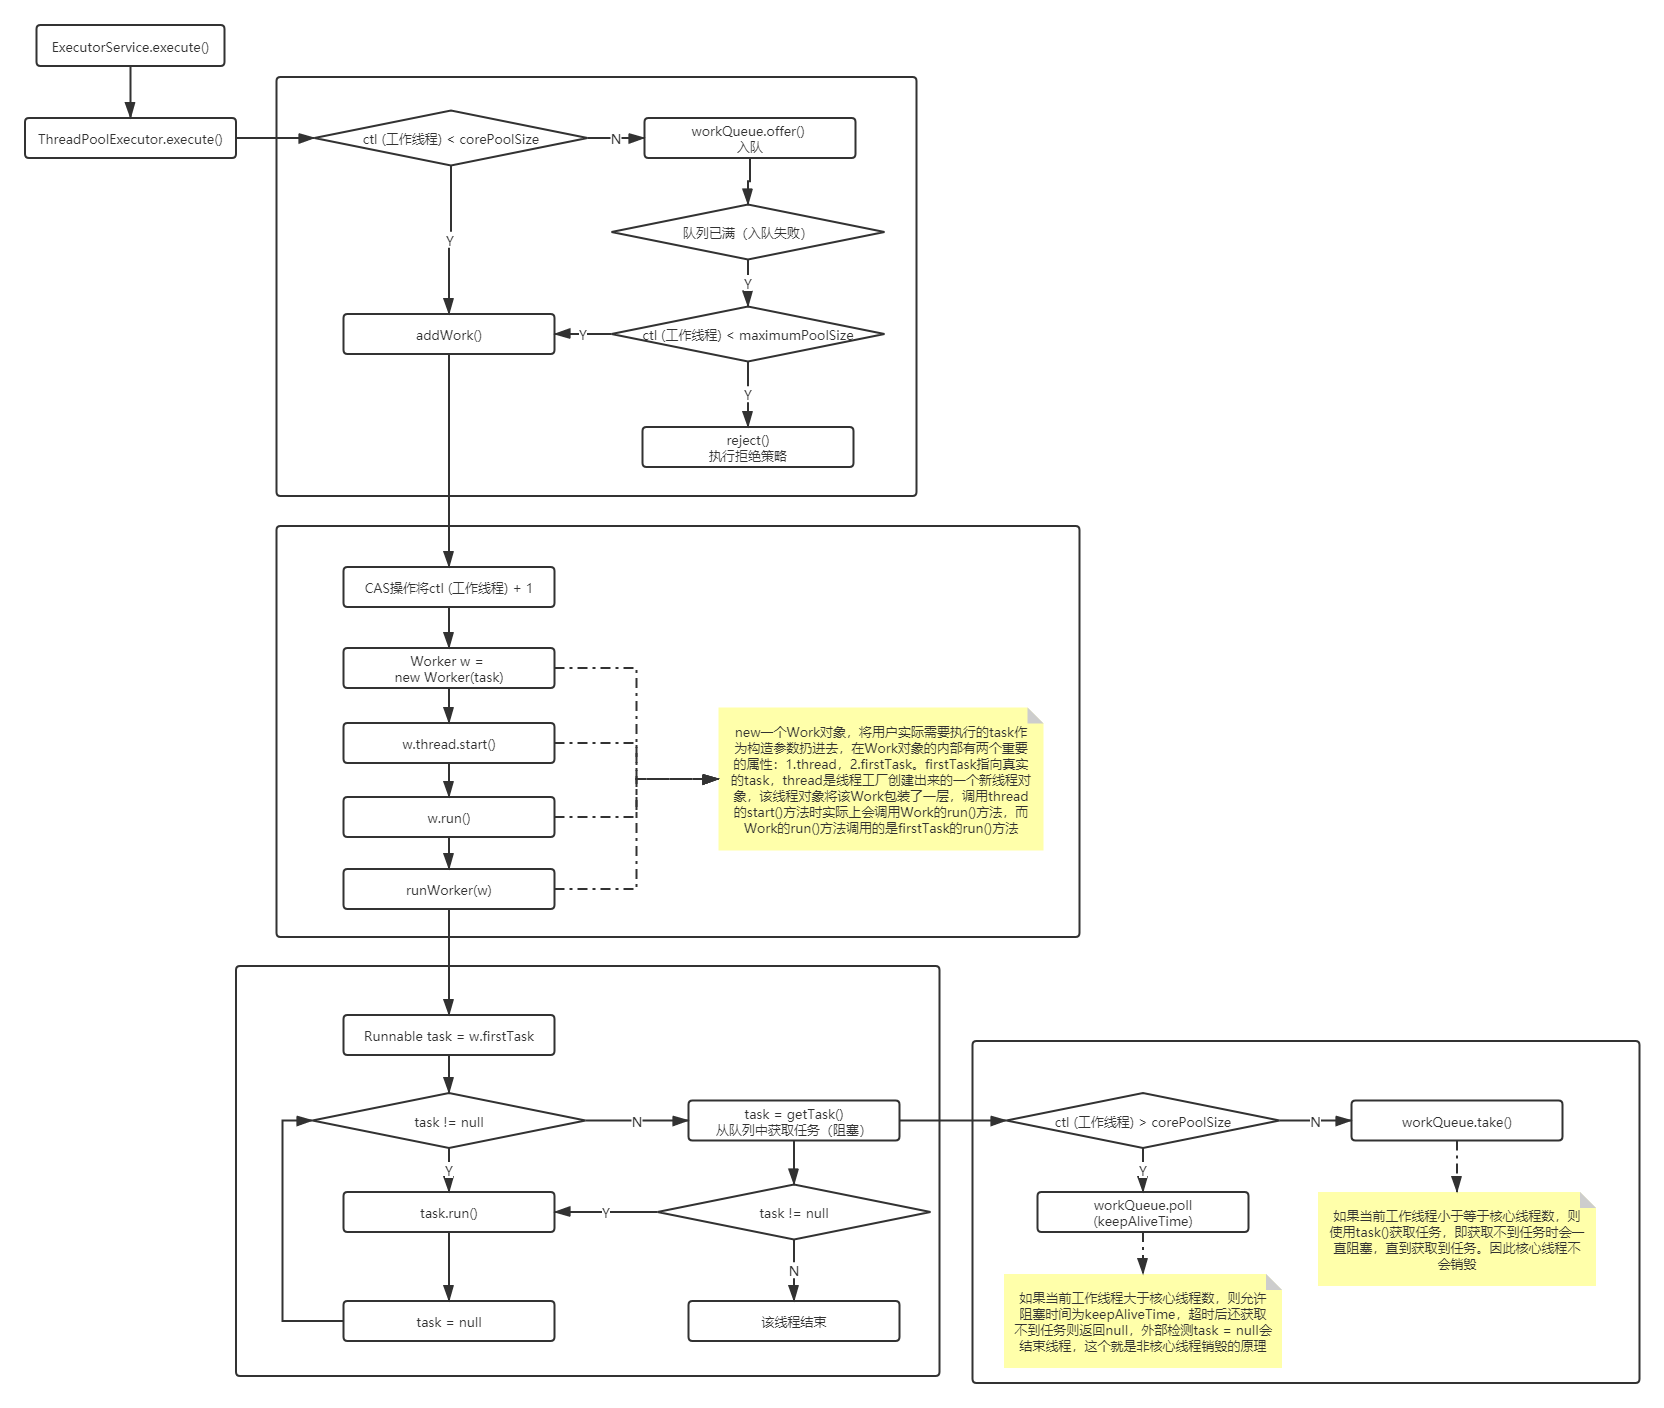 ExecutorService.execute()
ThreadPoolExecutor.execute()
ctl (工作线程) < corePoolSize
N
workQueue.offer()
入队
队列已满（入队失败）
Y
Y
ctl (工作线程) < maximumPoolSize
Y
addWork()
Y
reject()
执行拒绝策略
CAS操作将ctl (工作线程) + 1
Worker w =
new Worker(task)
w.thread.start()
w.run()
runWorker(w)
new一个Work对象，将用户实际需要执行的task作
为构造参数扔进去，在Work对象的内部有两个重要
的属性：1.thread，2.firstTask。firstTask指向真实
的task，thread是线程工厂创建出来的一个新线程对
象，该线程对象将该Work包装了一层，调用thread
的start()方法时实际上会调用Work的run()方法，而
Work的run()方法调用的是firstTask的run()方法
Runnable task = w.firstTask
task != null
N
task = getTask()
从队列中获取任务（阻塞）
Y
task.run()
Y
task != null
N
task = null
该线程结束
ctl (工作线程) > corePoolSize
N
workQueue.take()
Y
workQueue.poll
(keepAliveTime)
如果当前工作线程小于等于核心线程数，则
使用task()获取任务，即获取不到任务时会一
直阻塞，直到获取到任务。因此核心线程不
会销毁
如果当前工作线程大于核心线程数，则允许
阻塞时间为keepAliveTime，超时后还获取
不到任务则返回null，外部检测task = null会
结束线程，这个就是非核心线程销毁的原理